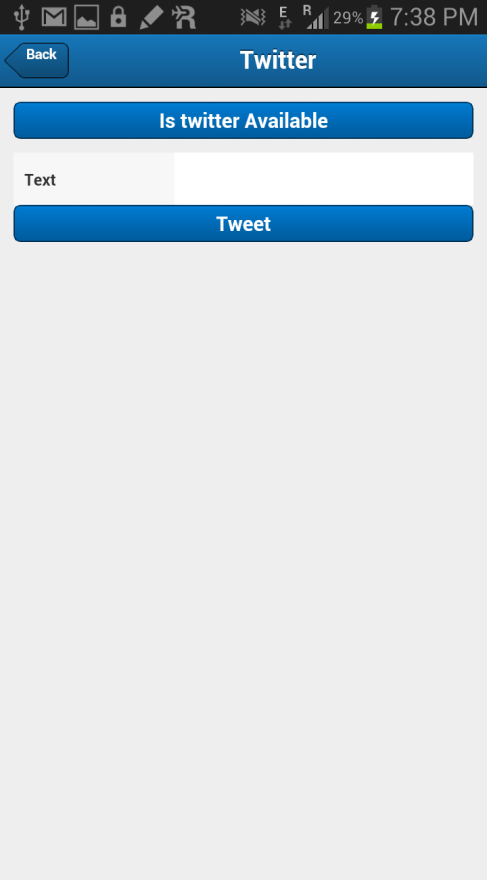 E R 29% 7:38 PM
Back Twitter
Is twitter Available
Text
Tweet